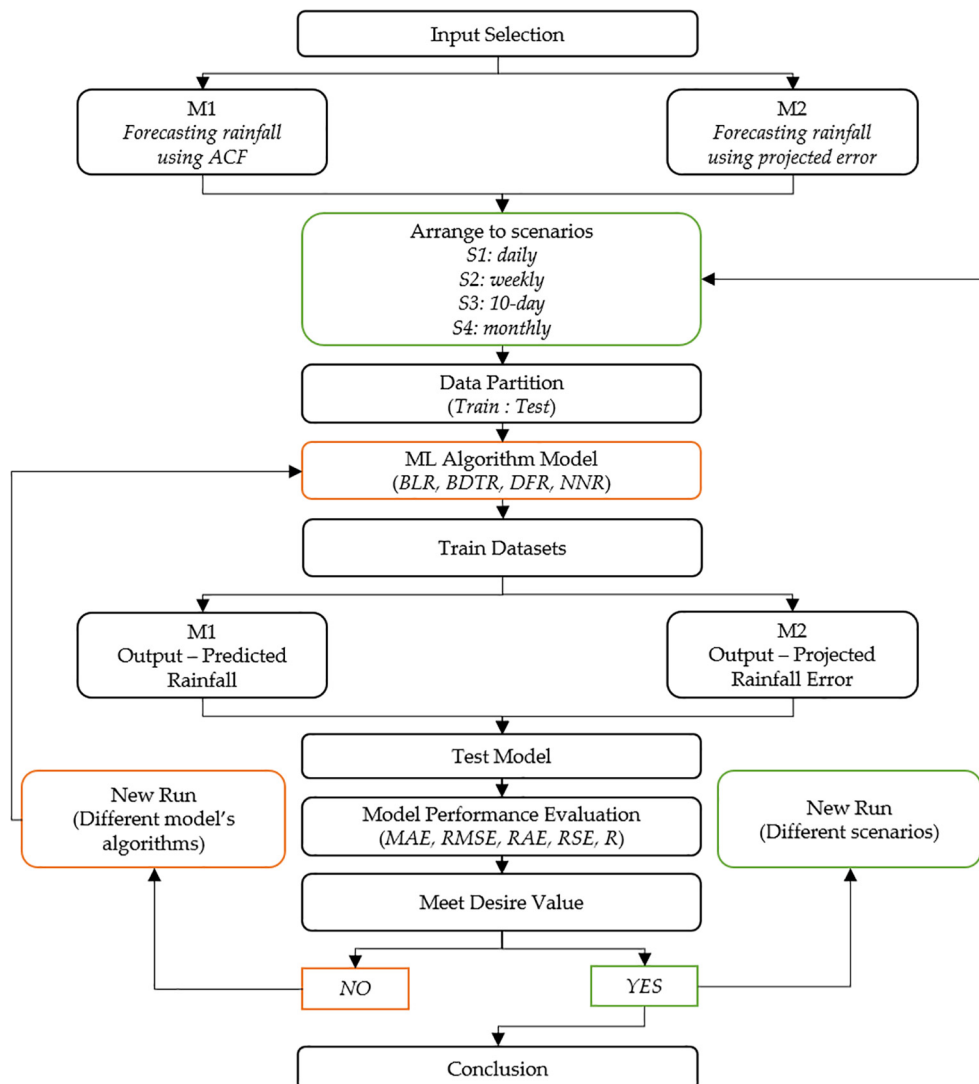 Input Selection
M1
Forecasting rainfall
using ACF
M2
Forecasting rainfall
using projected error
Arrange to scenarios
S1: daily
S2: weekly
S3: 10-day
S4: monthly
Data Partition
(Train : Test)
ML Algorithm Model
(BLR, BDTR, DFR, NNR)
Train Datasets
M1
Output – Predicted
Rainfall
M2
Output – Projected
Rainfall Error
Test Model
New Run
(Different model's
algorithms)
Model Performance Evaluation
(MAE, RMSE, RAE, RSE, R)
New Run
(Different scenarios)
Meet Desire Value
NO
YES
Conclusion